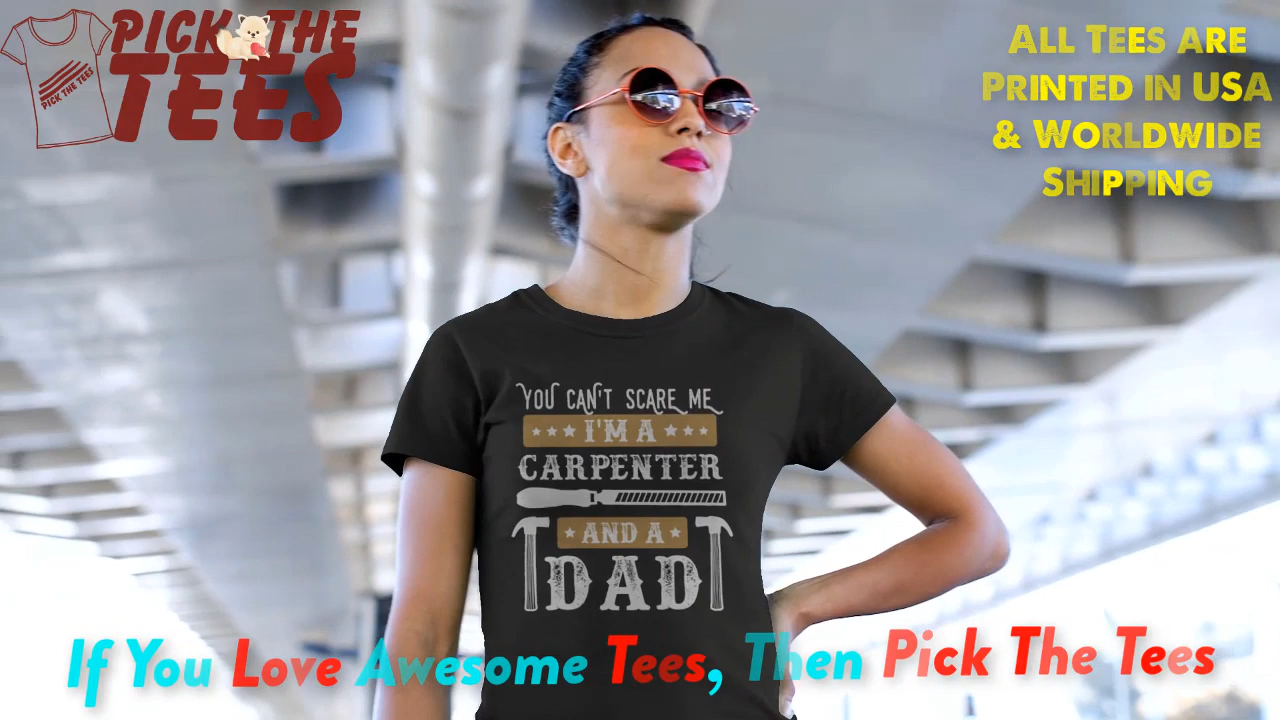 PICK THE
TEES
PICK THE TEES
All Tees are
Printed in USA
& Worldwide
Shipping
YOU CAN'T SCARE ME
I'M A
CARPENTER
AND A
DAD
If You Love Awesome Tees, Then Pick The Tees